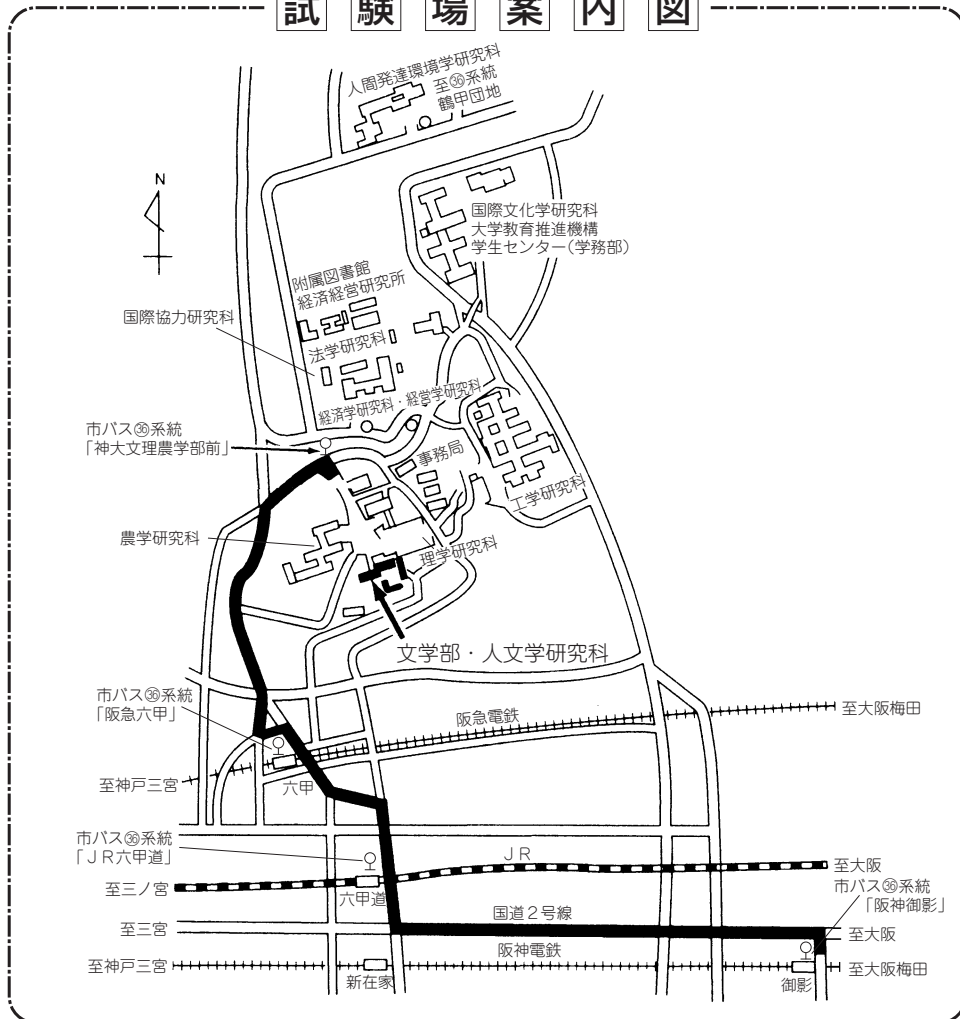 試験場案内図
人間発達環境学研究科
至㊱系統
鶴甲団地
N
国際文化学研究科
大学教育推進機構
学生センター(学務部)
附属図書館
経済経営研究所
国際協力研究科
法学研究科
経済学研究科・経営学研究科
市バス㊱系統
「神大文理農学部前」
事務局
工学研究科
農学研究科
理学研究科
文学部・人文学研究科
市バス㊱系統
「阪急六甲」
阪急電鉄
至大阪梅田
至神戸三宮
六甲
市バス㊱系統
「JR六甲道」
JR
至大阪
至三ノ宮
六甲道
市バス㊱系統
「阪神御影」
国道2号線
至三宮
至大阪
阪神電鉄
至神戸三宮
至大阪梅田
新在家
御影